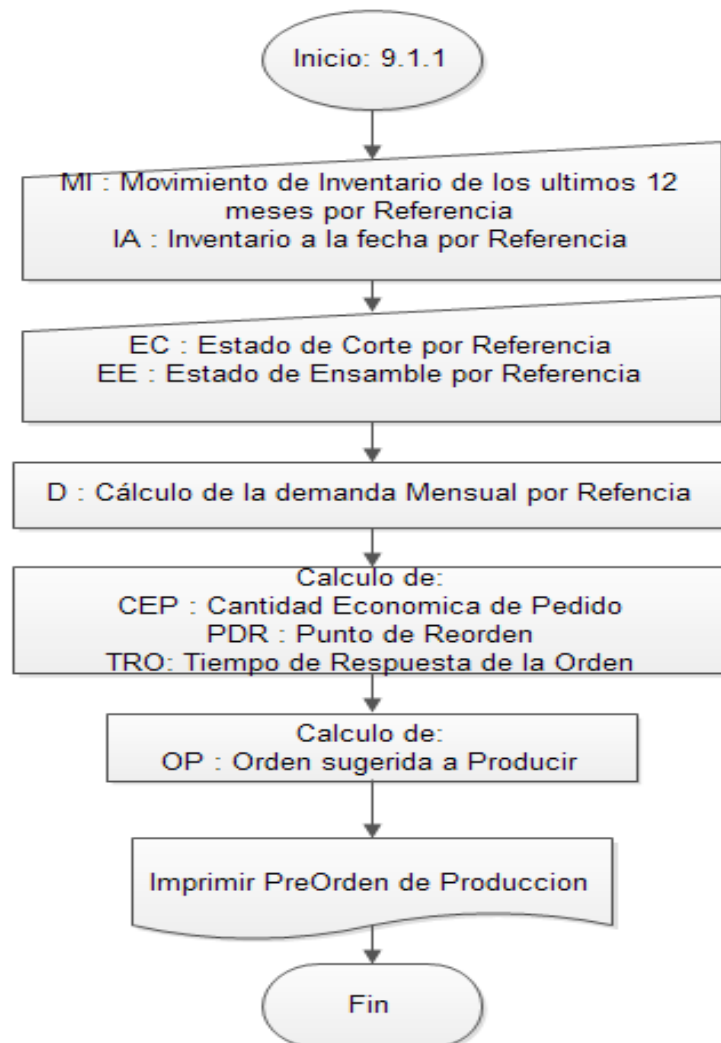 Inicio: 9.1.1
MI : Movimiento de Inventario de los ultimos 12
meses por Referencia
IA : Inventario a la fecha por Referencia
EC : Estado de Corte por Referencia
EE : Estado de Ensamble por Referencia
D : Cálculo de la demanda Mensual por Refencia
Calculo de:
CEP : Cantidad Economica de Pedido
PDR : Punto de Reorden
TRO: Tiempo de Respuesta de la Orden
Calculo de:
OP : Orden sugerida a Producir
Imprimir PreOrden de Produccion
Fin